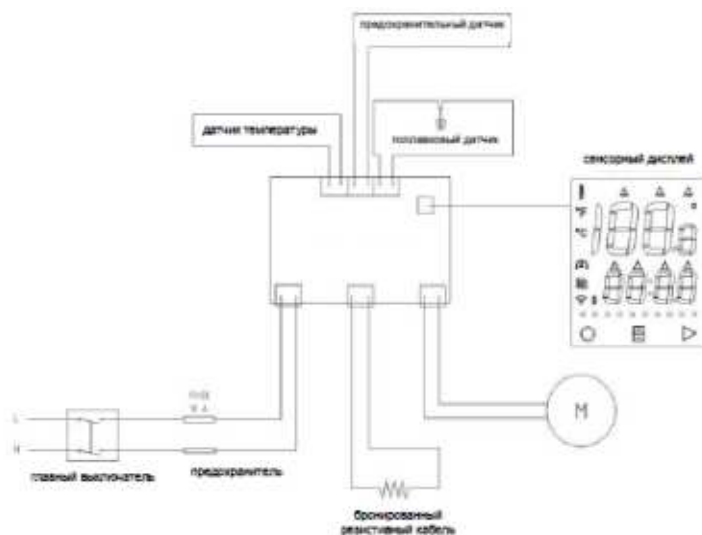 предохранительный датчик
датчик температуры
поплавковый датчик
сенсорный дисплей
°F
°C
L
N
M
главный выключатель
предохранитель
бронированный
резистивный кабель